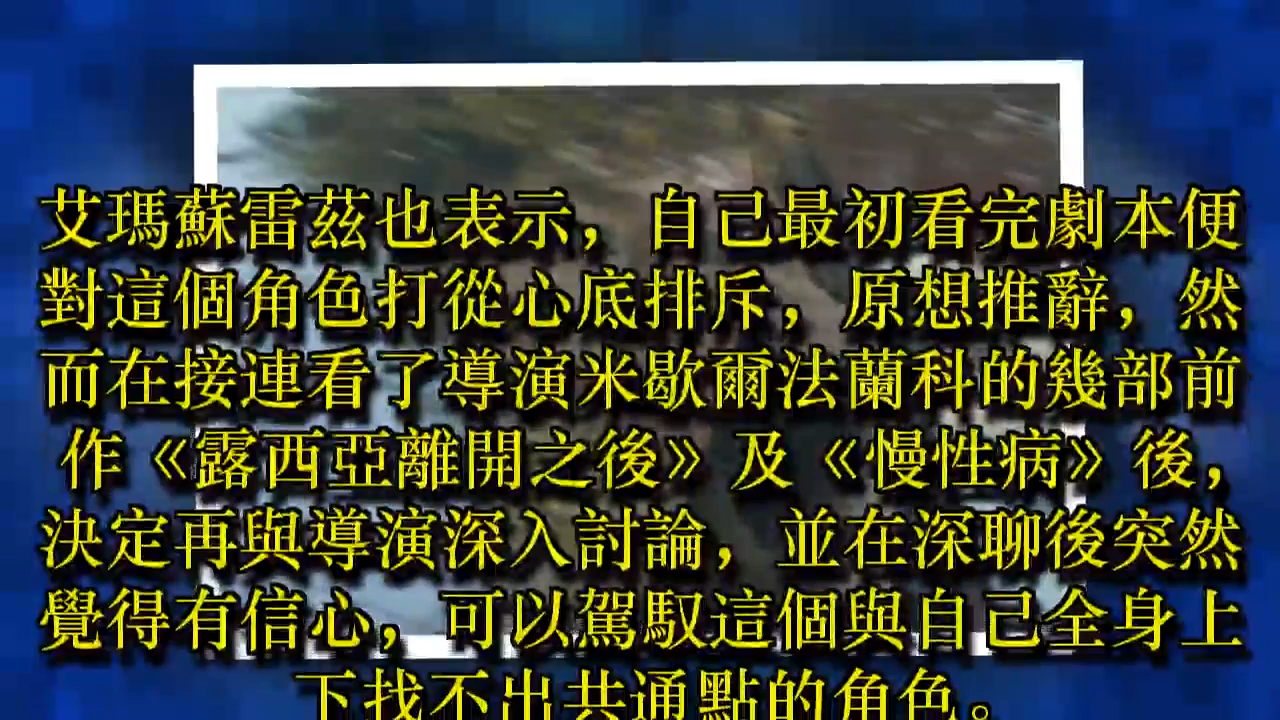 艾瑪蘇雷茲也表示，自己最初看完劇本便
對這個角色打從心底排斥，原想推辭，然
而在接連看了導演米歇爾法蘭科的幾部前
作《露西亞離開之後》及《慢性病》後，
決定再與導演深入討論，並在深聊後突然
覺得有信心，可以駕馭這個與自己全身上
下找不出共通點的角色。